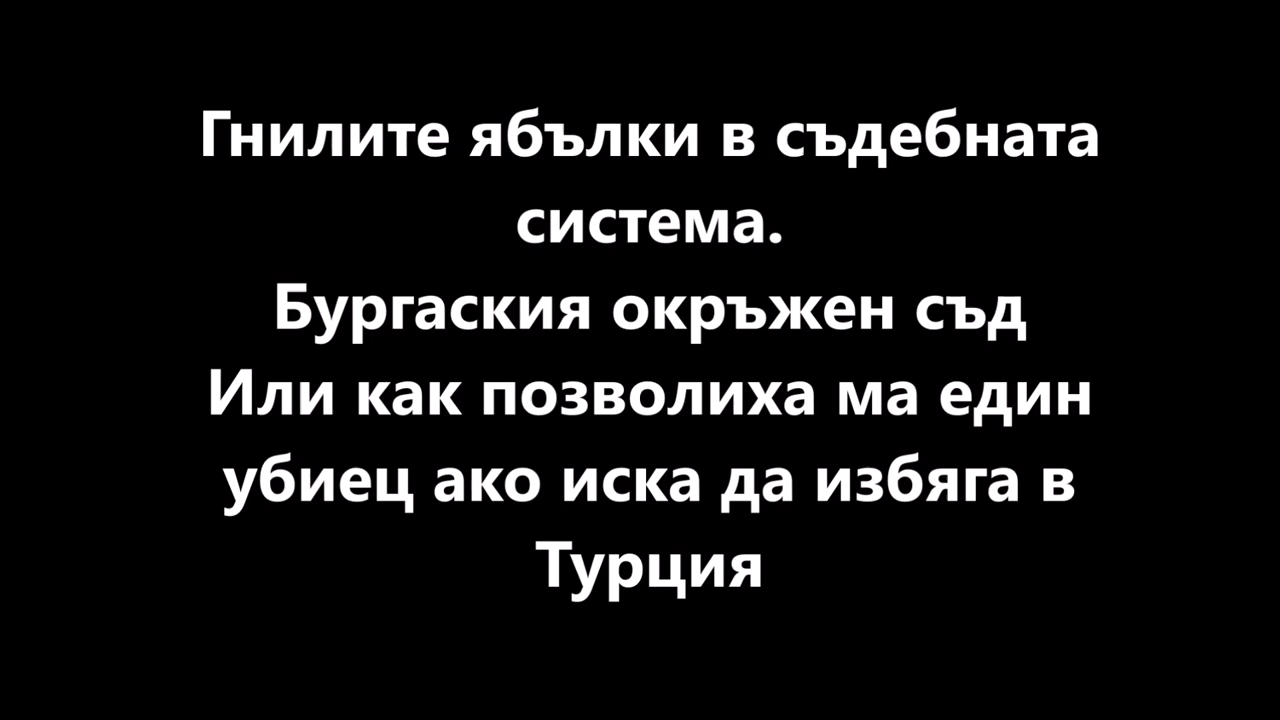 Гнилите ябълки в съдебната
система.
Бургаския окръжен съд
Или как позволиха ма един
убиец ако иска да избяга в
Турция